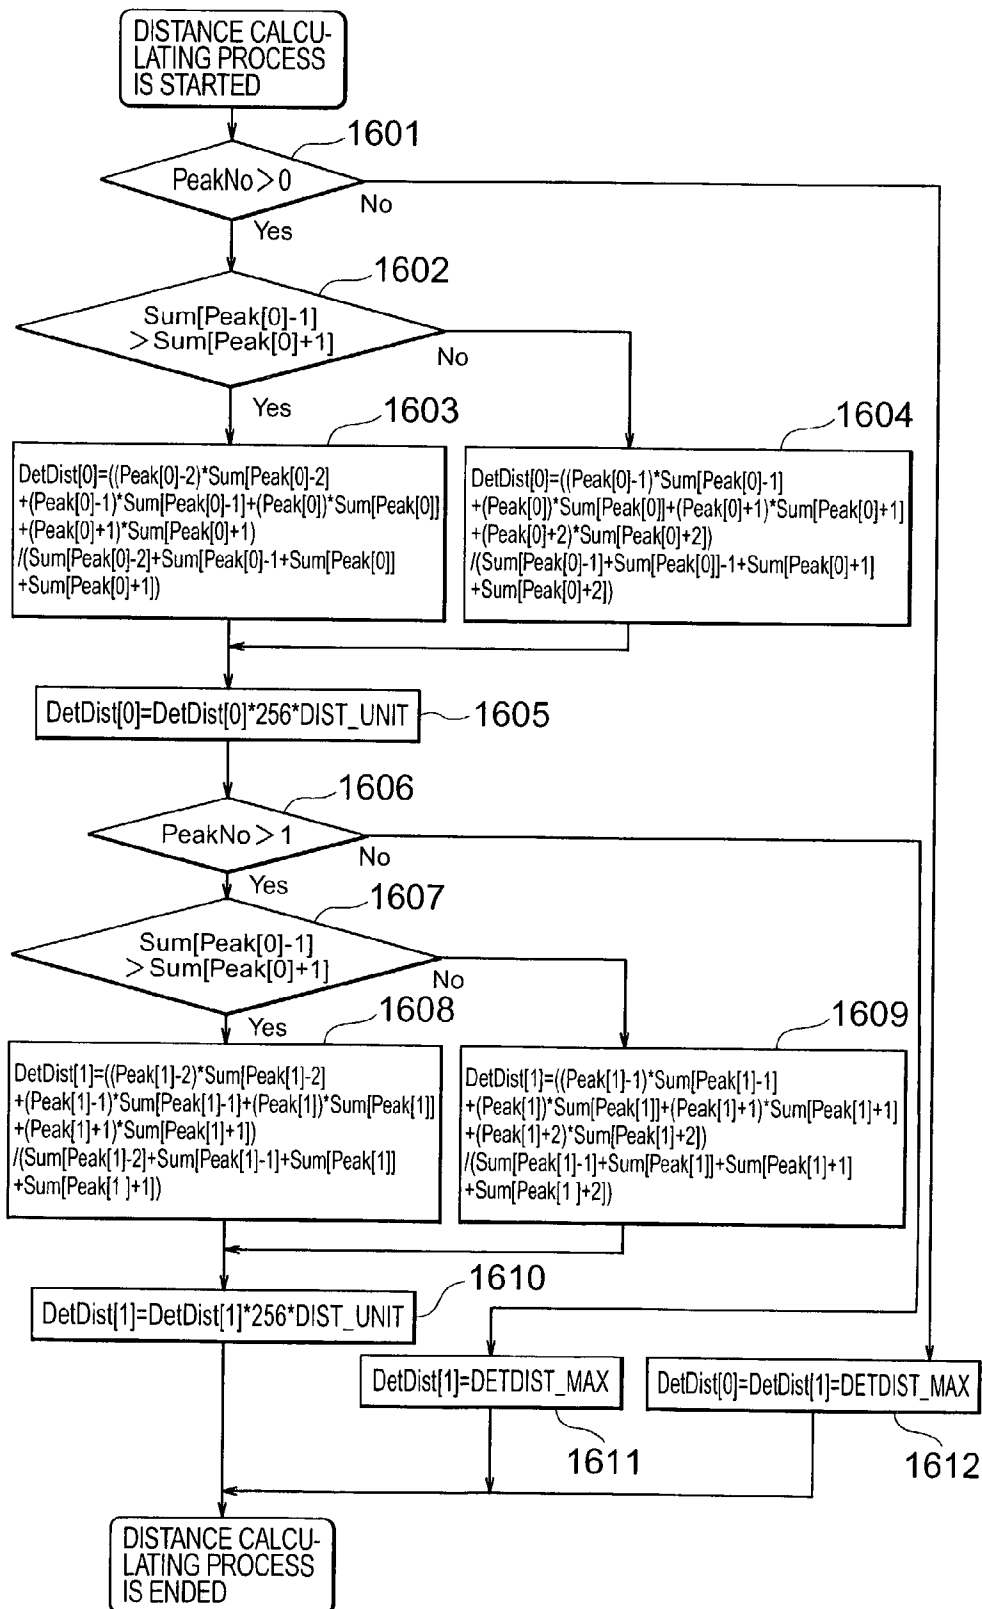 DISTANCE CALCU-
LATING PROCESS
IS STARTED
1601
PeakNo>0
No
Yes
1602
Sum[Peak[0]-1]
>Sum[Peak[0]+1]
No
Yes
1603
DetDist[0]=((Peak[0]-2)*Sum[Peak[0]-2]
+(Peak[0]-1)*Sum[Peak[0]-1]+(Peak[0])*Sum[Peak[0]]
+(Peak[0]+1)*Sum[Peak[0]+1)
/(Sum[Peak[0]-2]+Sum[Peak[0]-1+Sum[Peak[0]]
+Sum[Peak[0]+1])
1604
DetDist[0]=((Peak[0]-1)*Sum[Peak[0]-1]
+(Peak[0])*Sum[Peak[0]]+(Peak[0]+1)*Sum[Peak[0]+1]
+(Peak[0]+2)*Sum[Peak[0]+2])
/(Sum[Peak[0]-1]+Sum[Peak[0]]-1+Sum[Peak[0]+1]
+Sum[Peak[0]+2])
DetDist[0]=DetDist[0]*256*DIST_UNIT
1605
1606
PeakNo>1
No
Yes
1607
Sum[Peak[0]-1]
>Sum[Peak[0]+1]
No
Yes
1608
DetDist[1]=((Peak[1]-2)*Sum[Peak[1]-2]
+(Peak[1]-1)*Sum[Peak[1]-1]+(Peak[1])*Sum[Peak[1]]
+(Peak[1]+1)*Sum[Peak[1]+1])
/(Sum[Peak[1]-2]+Sum[Peak[1]-1]+Sum[Peak[1]]
+Sum[Peak[1 ]+1])
1609
DetDist[1]=((Peak[1]-1)*Sum[Peak[1]-1]
+(Peak[1])*Sum[Peak[1]]+(Peak[1]+1)*Sum[Peak[1]+1]
+(Peak[1]+2)*Sum[Peak[1]+2])
/(Sum[Peak[1]-1]+Sum[Peak[1]]+Sum[Peak[1]+1]
+Sum[Peak[1 ]+2])
1610
DetDist[1]=DetDist[1]*256*DIST_UNIT
DetDist[1]=DETDIST_MAX
1611
DetDist[0]=DetDist[1]=DETDIST_MAX
1612
DISTANCE CALCU-
LATING PROCESS
IS ENDED